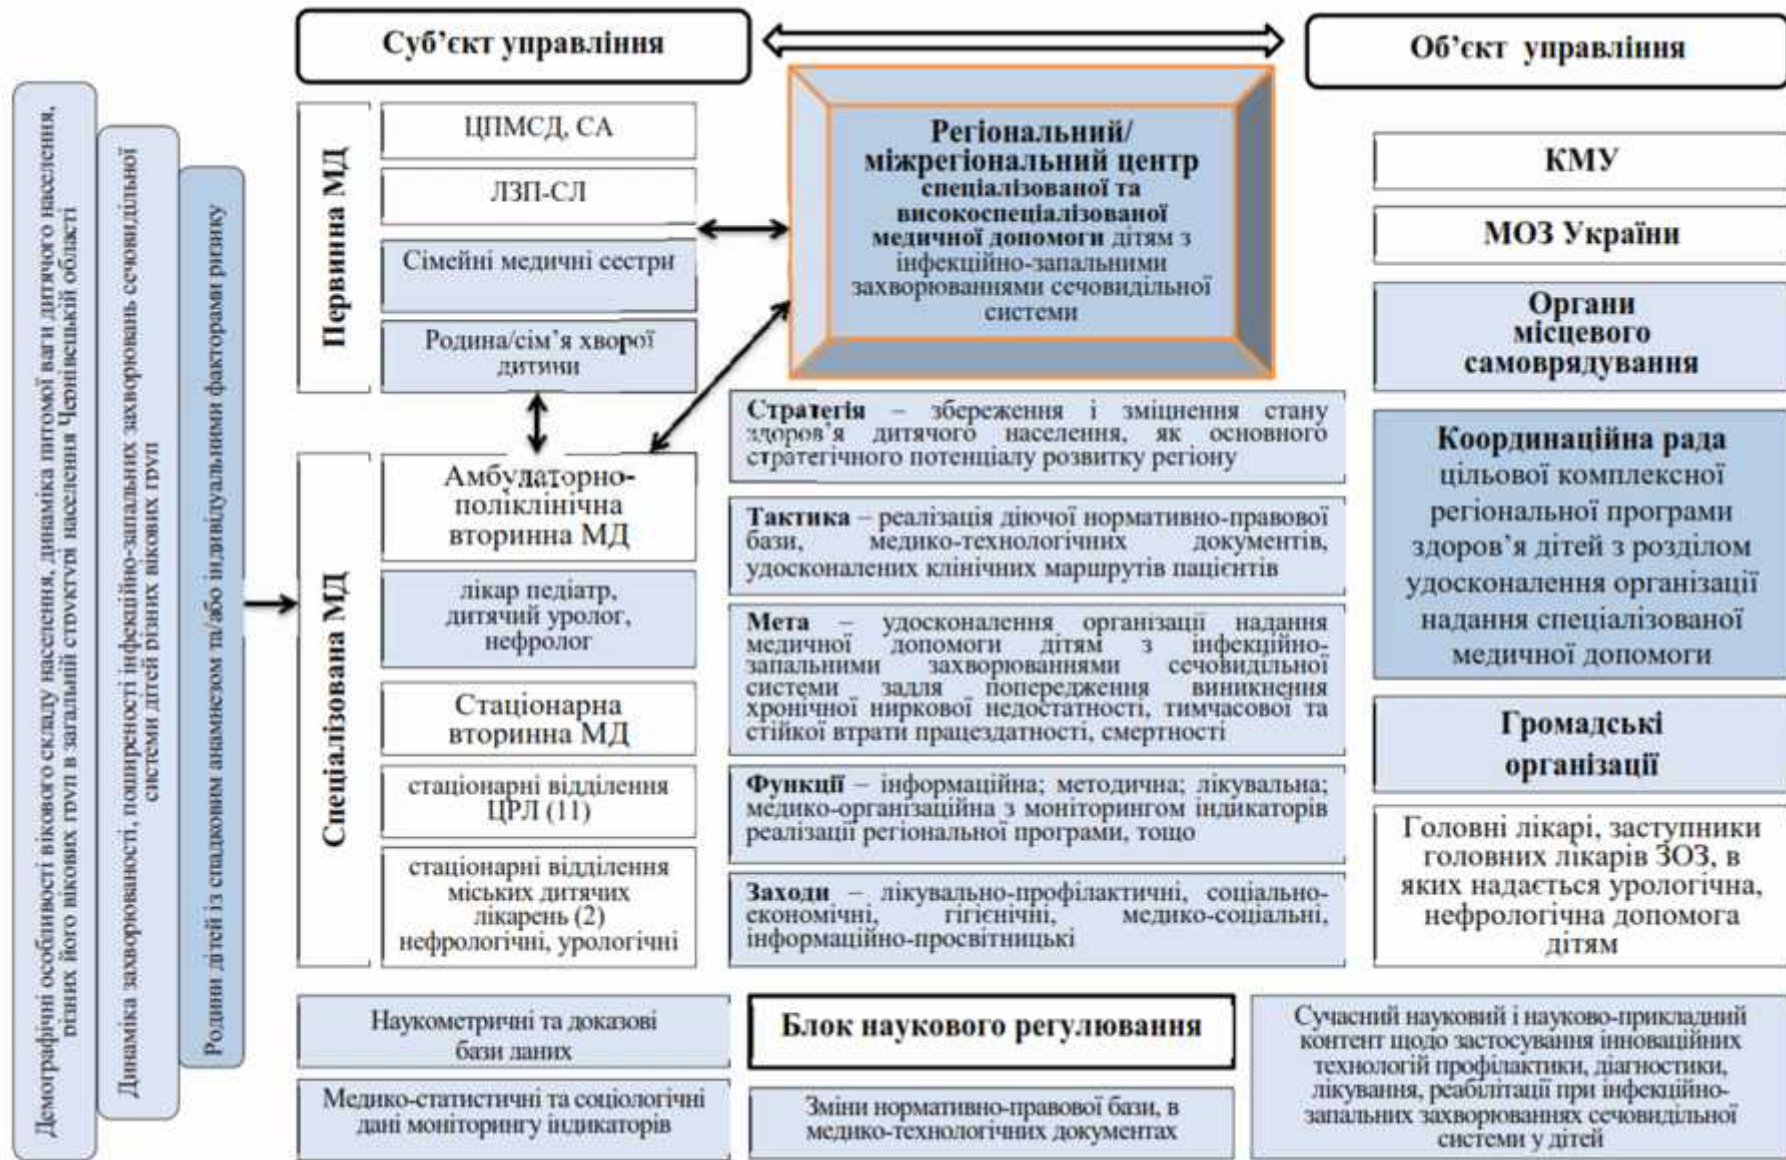 Суб’єкт управління
Об’єкт управління
Демографічні особливості вікового складу населення, динаміка питомої ваги дитячого населення,
різних його вікових груп в загальній структурі населення Чернівецькій області
Динаміка захворюваності, поширеності інфекційно-запальних захворювань сечовидільної
системи дітей різних вікових груп
Родини дітей із спадковим анамнезом та/або індивідуальними факторами ризику
Первинна МД
ЦПМСД, СА
ЛЗП-СЛ
Сімейні медичні сестри
Родина/сім’я хворої
дитини
Спеціалізована МД
Амбулаторно-
поліклінічна
вторинна МД
лікар педіатр,
дитячий уролог,
нефролог
Стаціонарна
вторинна МД
стаціонарні відділення
ЦРЛ (11)
стаціонарні відділення
міських дитячих
лікарень (2)
нефрологічні, урологічні
Регіональний/
міжрегіональний центр
спеціалізованої та
високоспеціалізованої
медичної допомоги дітям з
інфекційно-запальними
захворюваннями сечовидільної
системи
Стратегія – збереження і зміцнення стану
здоров’я дитячого населення, як основного
стратегічного потенціалу розвитку регіону
Тактика – реалізація діючої нормативно-правової
бази, медико-технологічних документів,
удосконалених клінічних маршрутів пацієнтів
Мета – удосконалення організації надання
медичної допомоги дітям з інфекційно-
запальними захворюваннями сечовидільної
системи задля попередження виникнення
хронічної ниркової недостатності, тимчасової та
стійкої втрати працездатності, смертності
Функції – інформаційна; методична; лікувальна;
медико-організаційна з моніторингом індикаторів
реалізації регіональної програми, тощо
Заходи – лікувально-профілактичні, соціально-
економічні, гігієнічні, медико-соціальні,
інформаційно-просвітницькі
КМУ
МОЗ України
Органи
місцевого
самоврядування
Координаційна рада
цільової комплексної
регіональної програми
здоров’я дітей з розділом
удосконалення організації
надання спеціалізованої
медичної допомоги
Громадські
організації
Головні лікарі, заступники
головних лікарів ЗОЗ, в
яких надається урологічна,
нефрологічна допомога
дітям
Наукометричні та доказові
бази даних
Медико-статистичні та соціологічні
дані моніторингу індикаторів
Блок наукового регулювання
Зміни нормативно-правової бази, в
медико-технологічних документах
Сучасний науковий і науково-прикладний
контент щодо застосування інноваційних
технологій профілактики, діагностики,
лікування, реабілітації при інфекційно-
запальних захворюваннях сечовидільної
системи у дітей